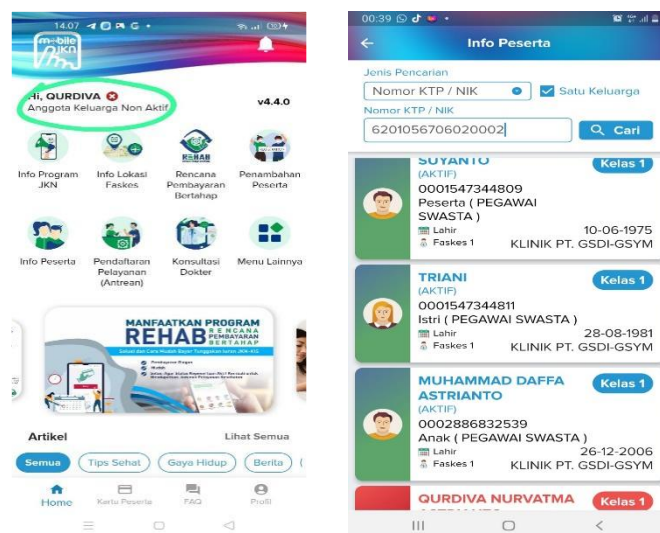 14.07
mobile
JKN
Hi, QURDIVA
Anggota Keluarga Non Aktif
v4.4.0
REHAB
Info Program
JKN
Info Lokasi
Faskes
Rencana
Pembayaran
Bertahap
Penambahan
Peserta
Info Peserta
Pendaftaran
Pelayanan
(Antrean)
Konsultasi
Dokter
Menu Lainnya
MANFAATKAN PROGRAM
REHAB
RENCANA
PEMBAYARAN
BERTAHAP
Artikel
Lihat Semua
Semua
Tips Sehat
Gaya Hidup
Berita
Home
Kartu Peserta
FAQ
Profil
00:39
Info Peserta
Jenis Pencarian
Nomor KTP / NIK
Satu Keluarga
Nomor KTP / NIK
6201056706020002
Cari
SUYANTO
Kelas 1
(AKTIF)
0001547344809
Peserta ( PEGAWAI
SWASTA )
Lahir
10-06-1975
Faskes 1
KLINIK PT. GSDI-GSYM
TRIANI
Kelas 1
(AKTIF)
0001547344811
Istri ( PEGAWAI SWASTA )
Lahir
28-08-1981
Faskes 1
KLINIK PT. GSDI-GSYM
MUHAMMAD DAFFA
ASTRIANTO
Kelas 1
(AKTIF)
0002886832539
Anak ( PEGAWAI SWASTA )
Lahir
26-12-2006
Faskes 1
KLINIK PT. GSDI-GSYM
QURDIVA NURVATMA
Kelas 1